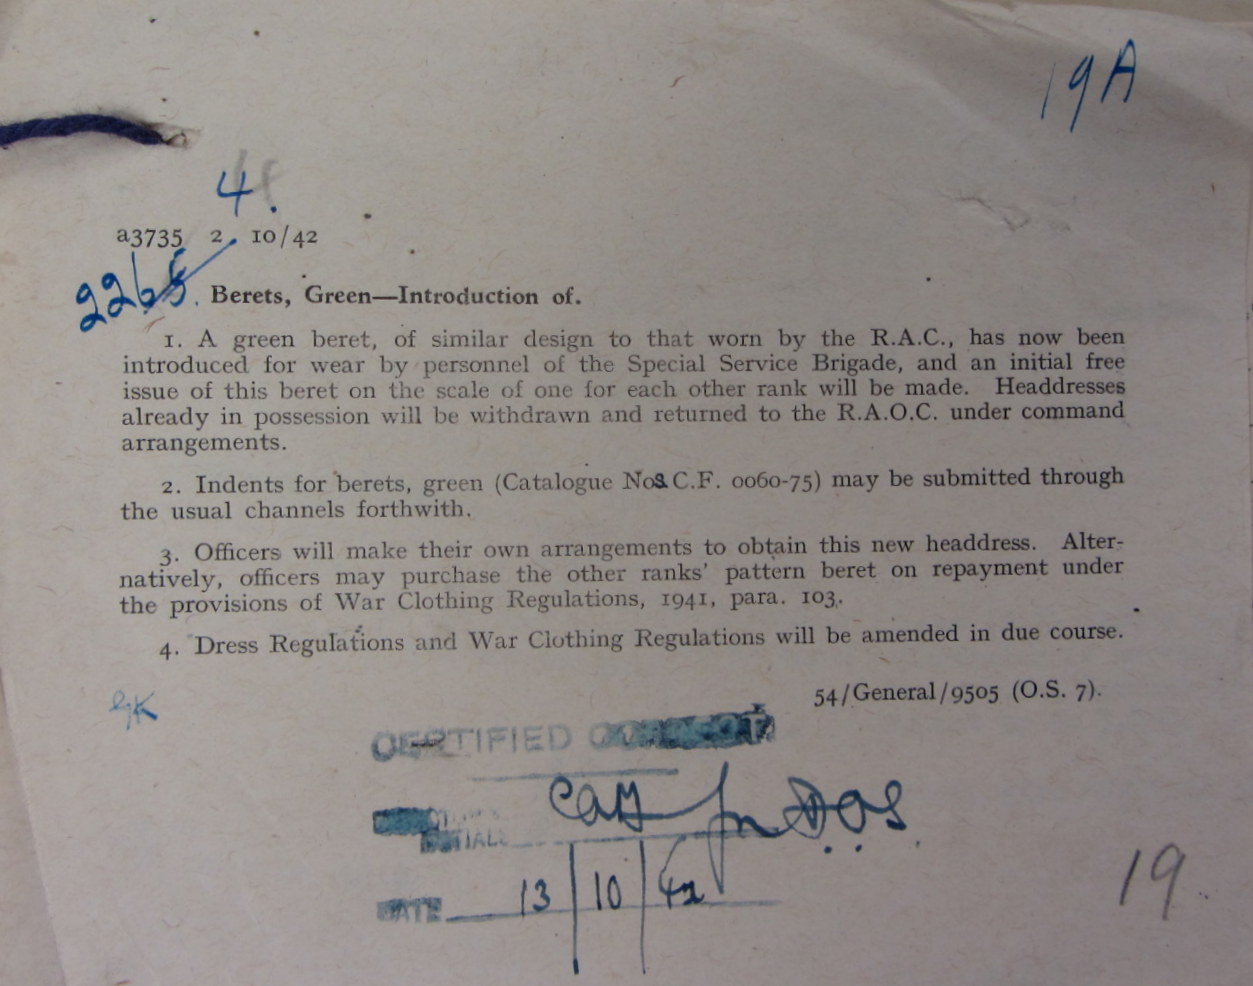 19A
4.
a3735 2 10/42
2265. Berets, Green—Introduction of.
1. A green beret, of similar design to that worn by the R.A.C., has now been
introduced for wear by personnel of the Special Service Brigade, and an initial free
issue of this beret on the scale of one for each other rank will be made. Headdresses
already in possession will be withdrawn and returned to the R.A.O.C. under command
arrangements.
2. Indents for berets, green (Catalogue Nos C.F. 0060-75) may be submitted through
the usual channels forthwith.
3. Officers will make their own arrangements to obtain this new headdress. Alter-
natively, officers may purchase the other ranks' pattern beret on repayment under
the provisions of War Clothing Regulations, 1941, para. 103.
4. Dress Regulations and War Clothing Regulations will be amended in due course.
54/General/9505 (O.S. 7).
CERTIFIED
for DOS
DATE 13 10 42
19